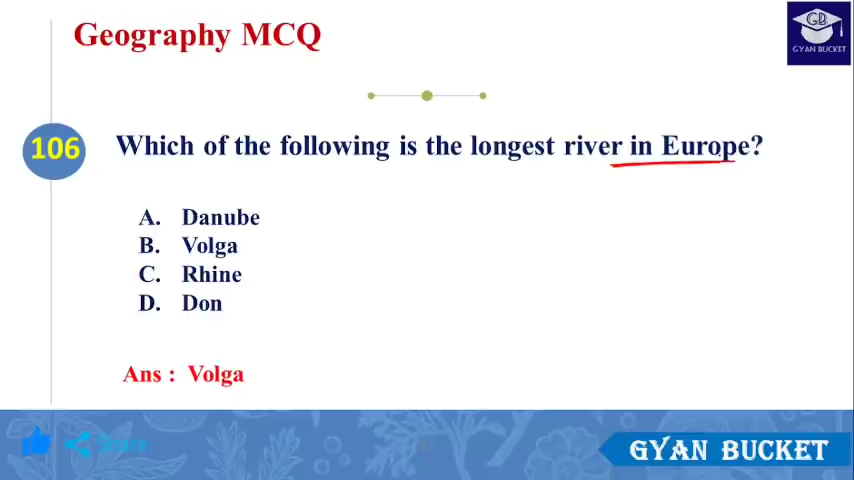 Geography MCQ
GB
GYAN BUCKET
106
Which of the following is the longest river in Europe?
A. Danube
B. Volga
C. Rhine
D. Don
Ans : Volga
Share
GYAN BUCKET